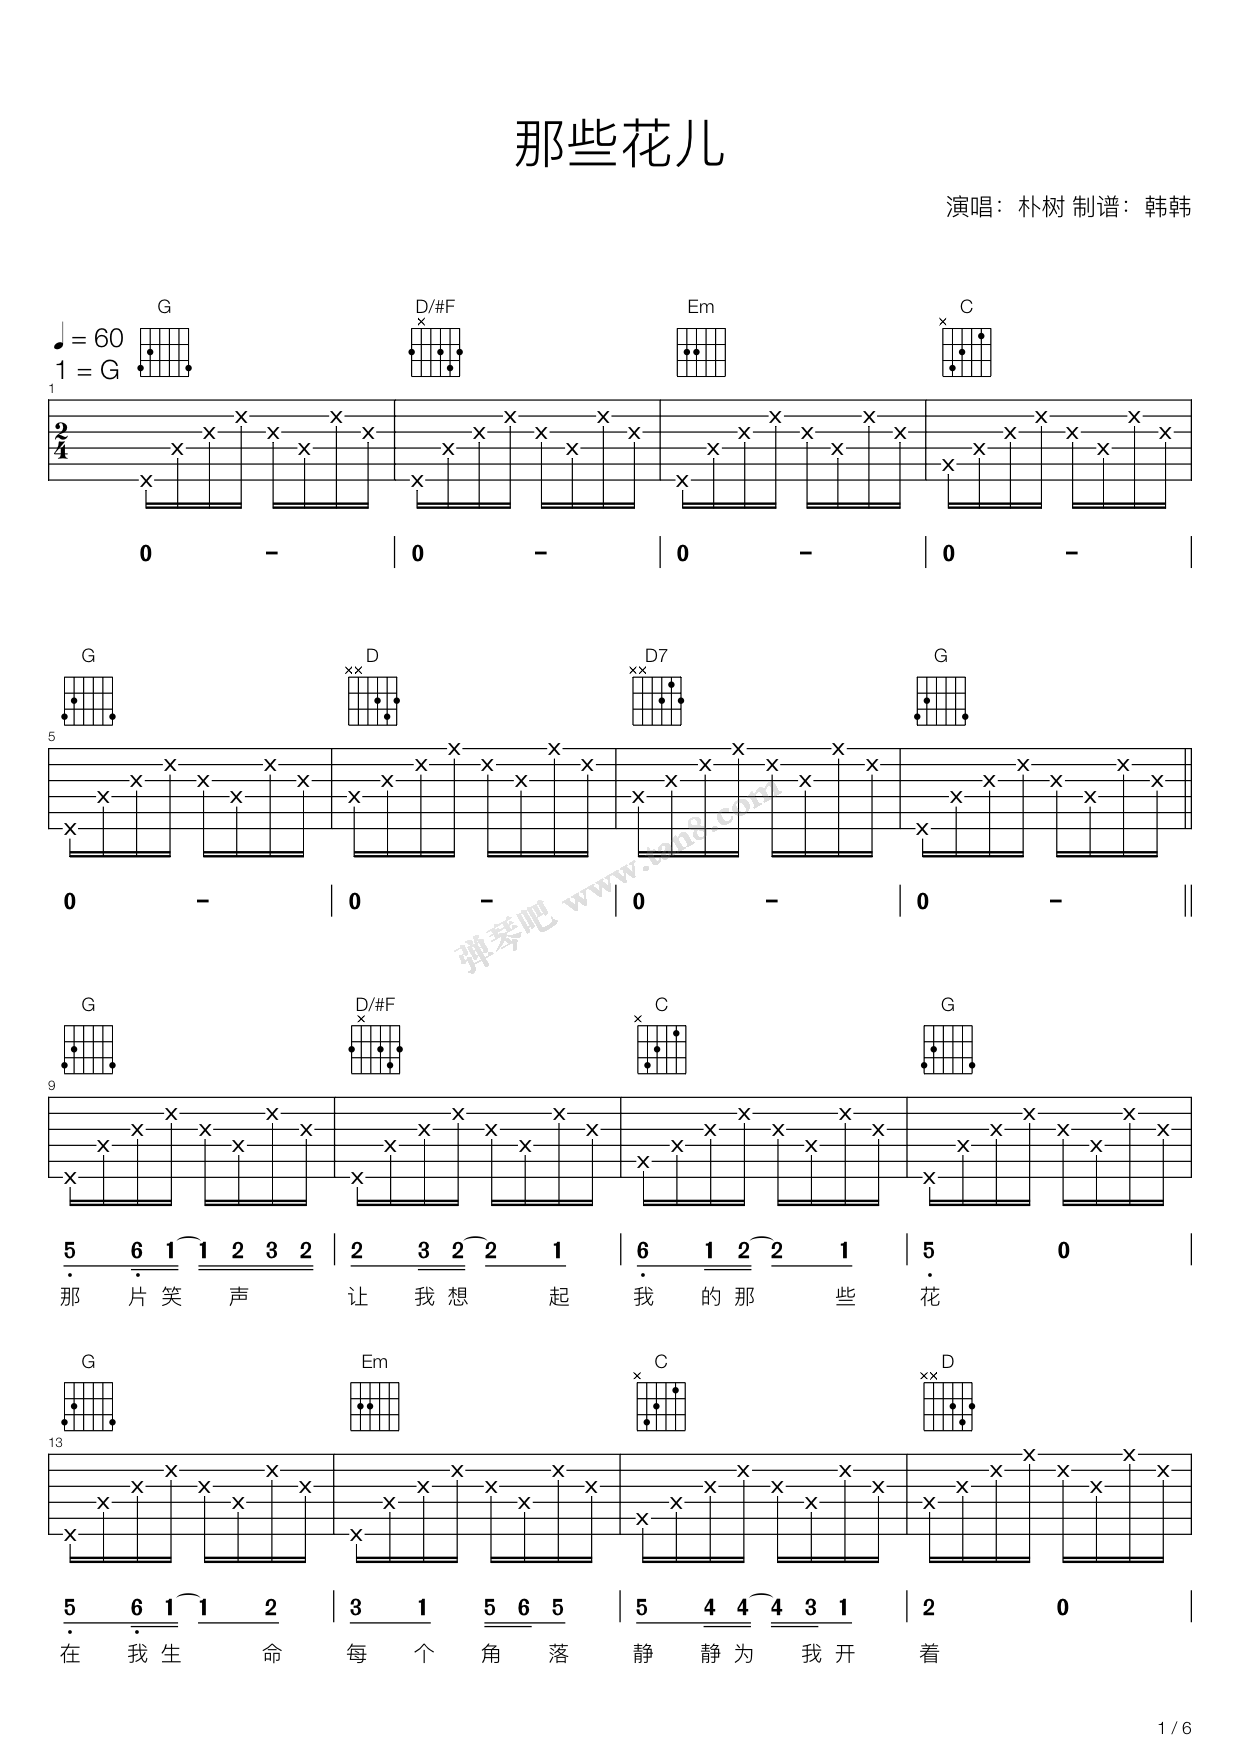 那些花儿
演唱：朴树 制谱：韩韩
G D/#F Em C
♩= 60
1 = G
1
2/4
0 - | 0 - | 0 - | 0 - |
G D D7 G
5
0 - | 0 - | 0 - | 0 - ||
弹琴吧 www.tan8.com
G D/#F C G
9
5 6 1 1 2 3 2 | 2 3 2 2 1 | 6 1 2 2 1 | 5 0 |
那 片 笑 声 让 我 想 起 我 的 那 些 花
G Em C D
13
5 6 1 1 2 | 3 1 5 6 5 | 5 4 4 4 3 1 | 2 0 |
在 我 生 命 每 个 角 落 静 静 为 我 开 着
1 / 6